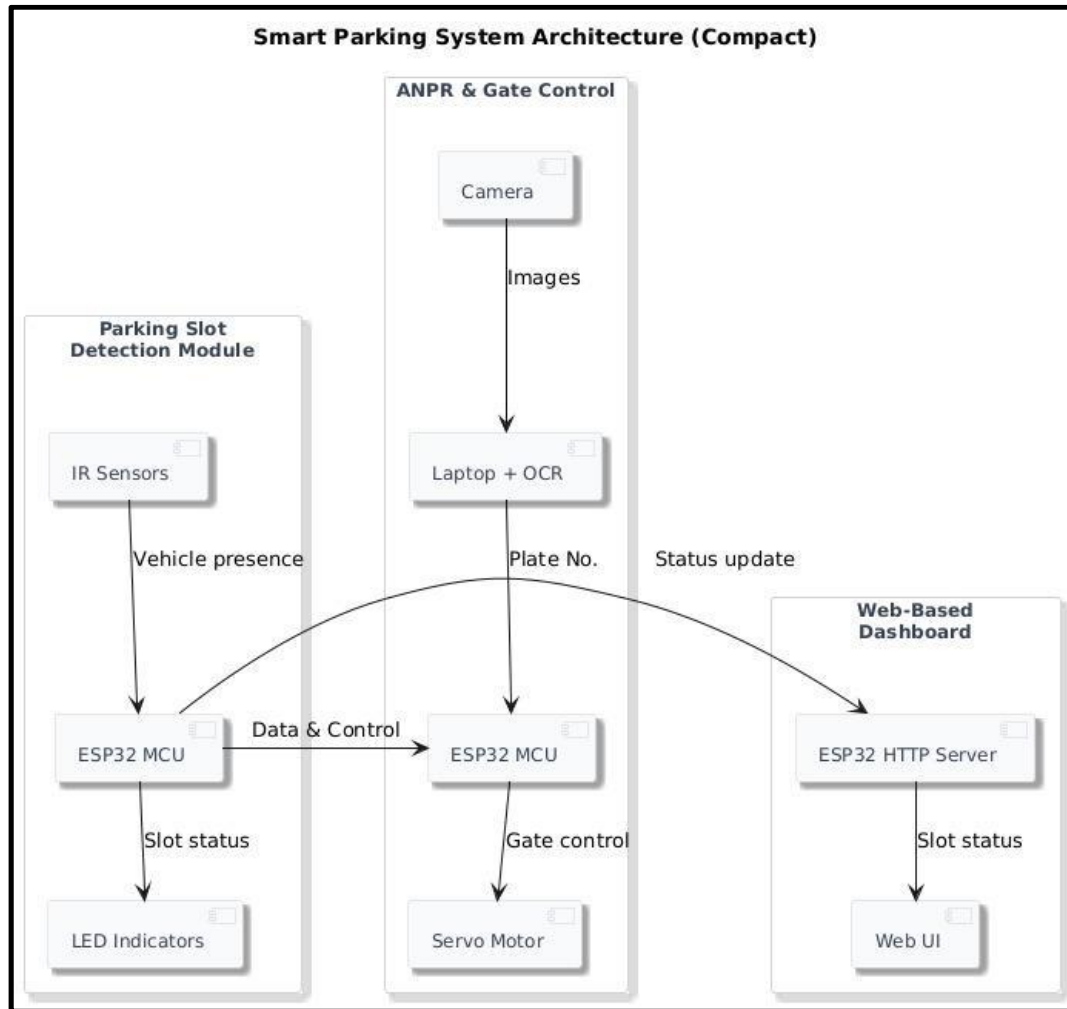 Smart Parking System Architecture (Compact)
ANPR & Gate Control
Camera
Images
Parking Slot
Detection Module
IR Sensors
Laptop + OCR
Vehicle presence
Plate No.
Status update
Web-Based
Dashboard
ESP32 MCU
Data & Control
ESP32 MCU
ESP32 HTTP Server
Slot status
Gate control
Slot status
LED Indicators
Servo Motor
Web UI